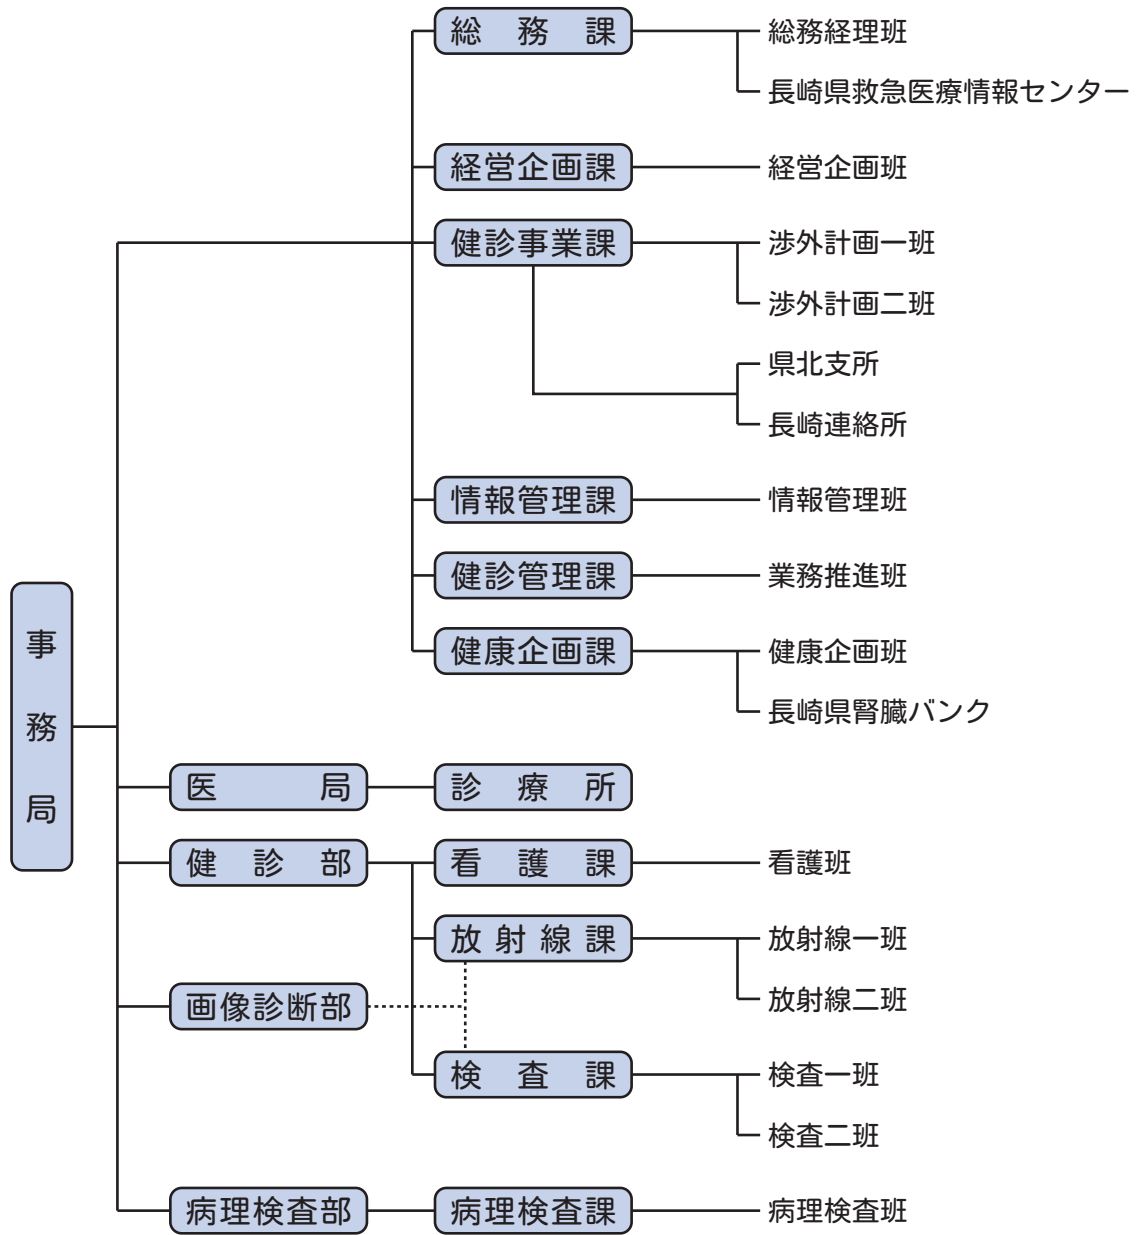 総務課
総務経理班
長崎県救急医療情報センター
経営企画課
経営企画班
健診事業課
渉外計画一班
渉外計画二班
県北支所
長崎連絡所
情報管理課
情報管理班
健診管理課
業務推進班
健康企画課
健康企画班
長崎県腎臓バンク
事務局
医局
診療所
健診部
看護課
看護班
放射線課
放射線一班
放射線二班
画像診断部
検査課
検査一班
検査二班
病理検査部
病理検査課
病理検査班